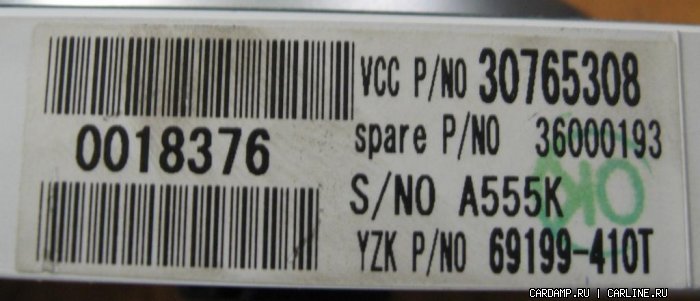 VCC P/NO 30765308
0018376
spare P/NO 36000193
S/NO A555K
OK
YZK P/NO 69199-410T
CARDAMP.RU | CARLINE.RU